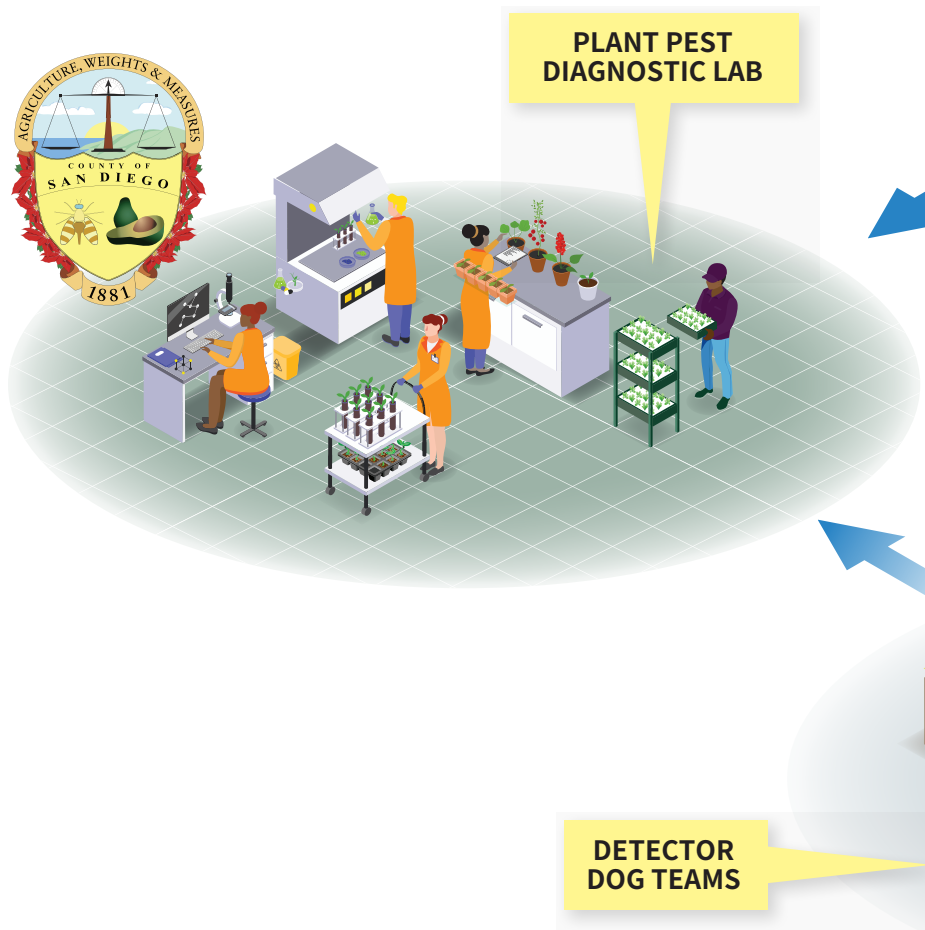 AGRICULTURE, WEIGHTS & MEASURES
COUNTY OF
SAN DIEGO
1881
PLANT PEST
DIAGNOSTIC LAB
DETECTOR
DOG TEAMS